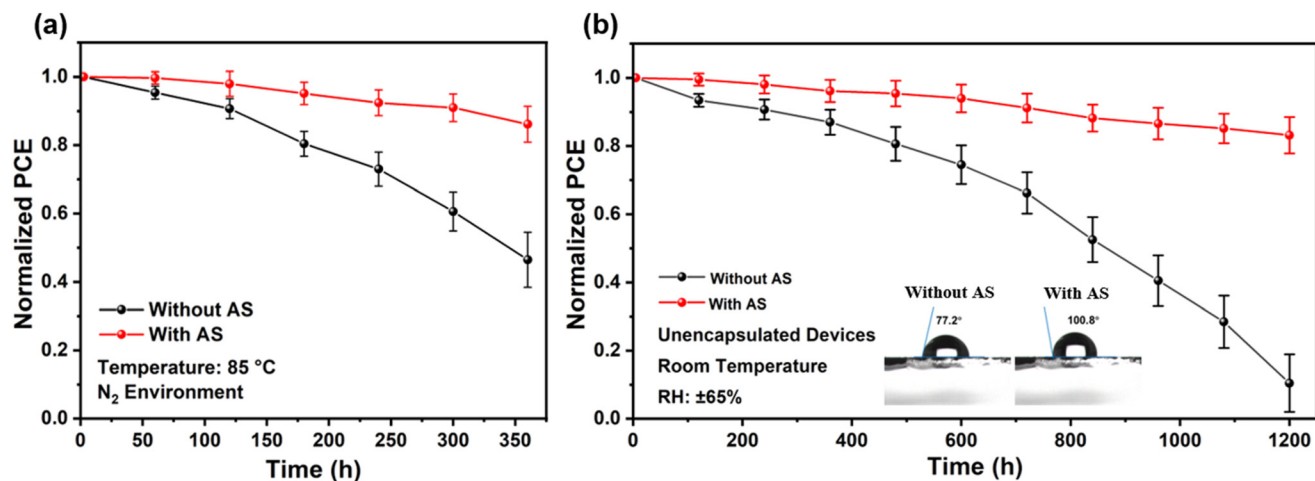 (a)
Normalized PCE
1.0
0.8
0.6
0.4
0.2
0.0
Without AS
With AS
Temperature: 85 °C
N₂ Environment
0 50 100 150 200 250 300 350
Time (h)
(b)
Normalized PCE
1.0
0.8
0.6
0.4
0.2
0.0
Without AS
With AS
Unencapsulated Devices
Room Temperature
RH: ±65%
Without AS
77.2°
With AS
100.8°
0 200 400 600 800 1000 1200
Time (h)